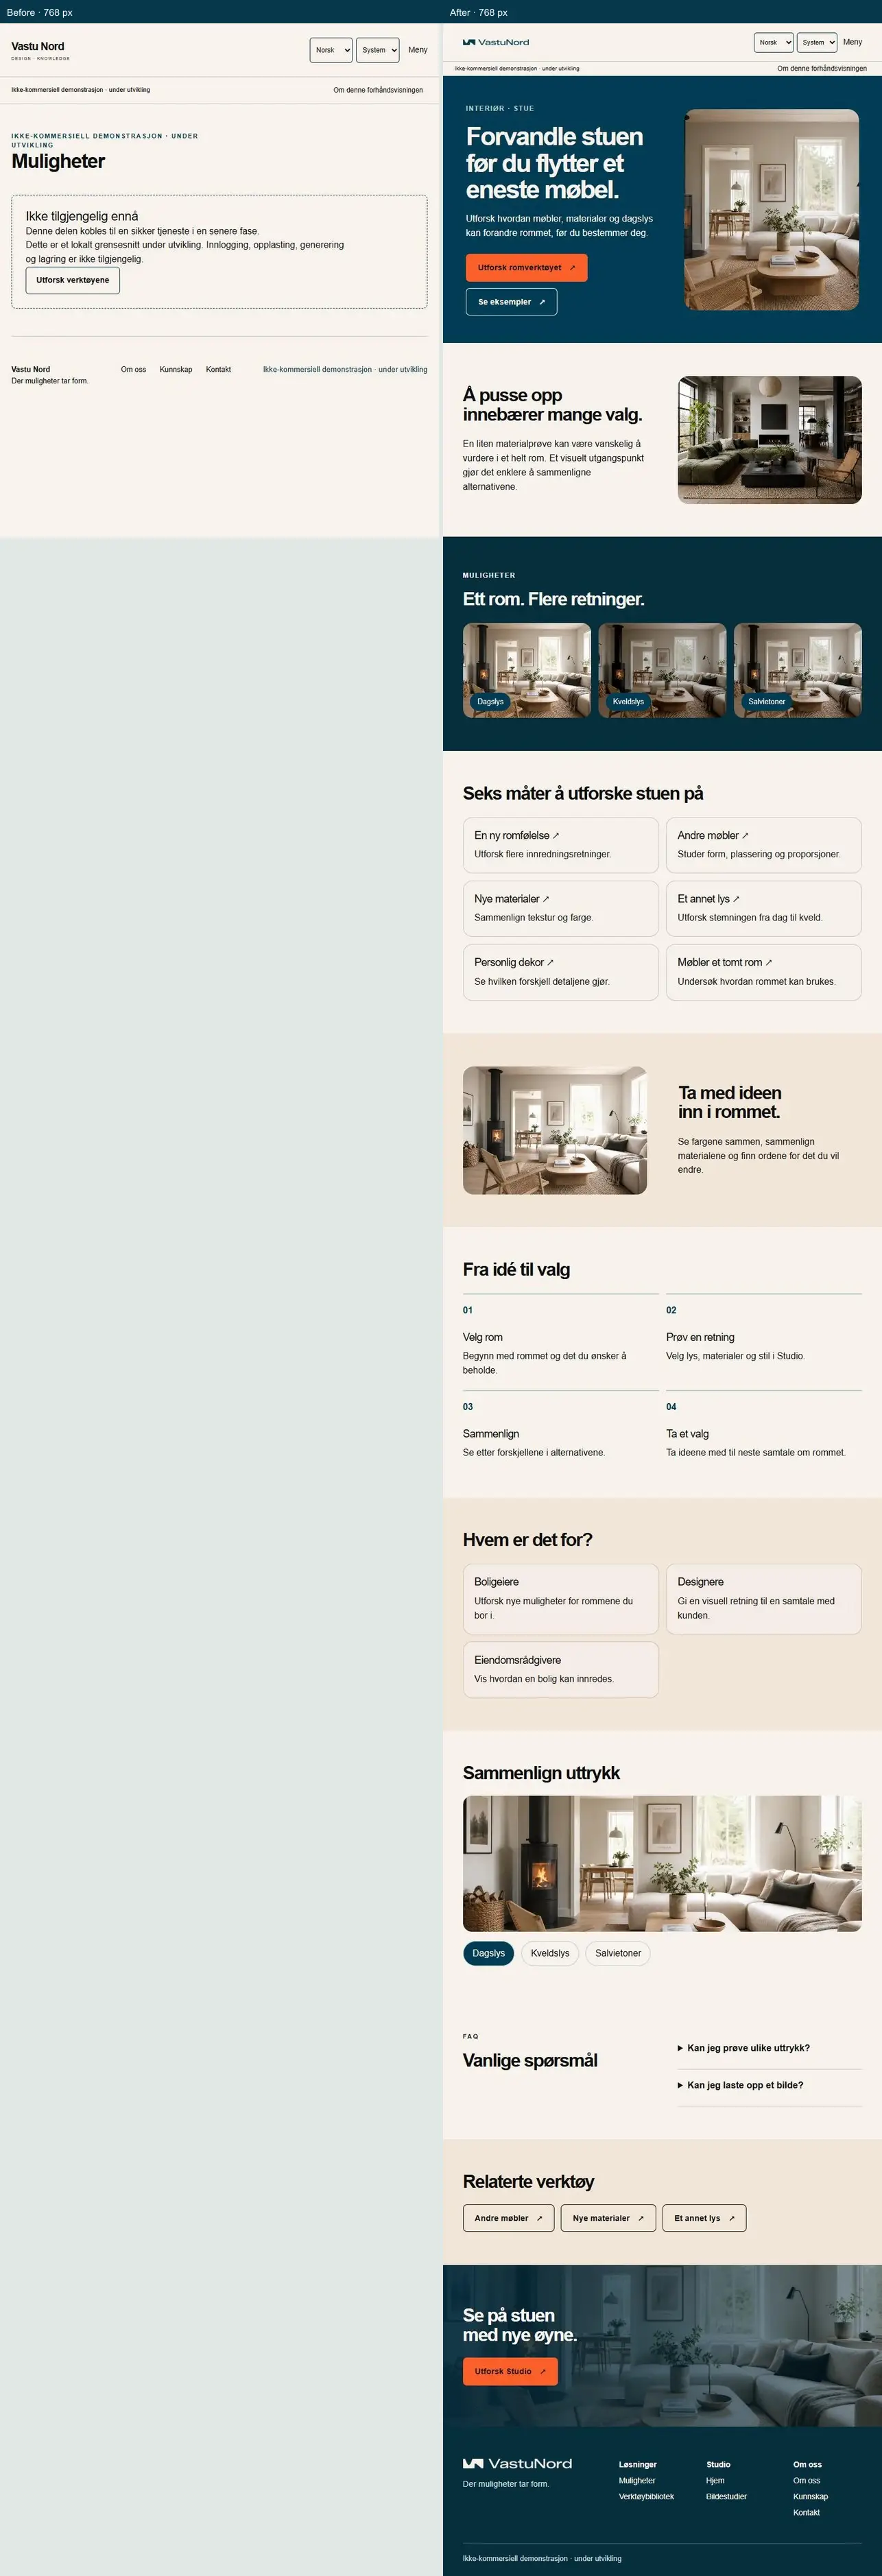 Before · 768 px
Vastu Nord
DESIGN · KNOWLEDGE
Norsk
System
Meny
Ikke-kommersiell demonstrasjon · under utvikling
Om denne forhåndsvisningen
IKKE-KOMMERSIELL DEMONSTRASJON · UNDER
UTVIKLING
Muligheter
Ikke tilgjengelig ennå
Denne delen kobles til en sikker tjeneste i en senere fase.
Dette er et lokalt grensesnitt under utvikling. Innlogging, opplasting, generering
og lagring er ikke tilgjengelig.
Utforsk verktøyene
Vastu Nord
Der muligheter tar form.
Om oss
Kunnskap
Kontakt
Ikke-kommersiell demonstrasjon · under utvikling
After · 768 px
VastuNord
Norsk
System
Meny
Ikke-kommersiell demonstrasjon · under utvikling
Om denne forhåndsvisningen
INTERIØR · STUE
Forvandle stuen
før du flytter et
eneste møbel.
Utforsk hvordan møbler, materialer og dagslys
kan forandre rommet, før du bestemmer deg.
Utforsk romverktøyet ↗
Se eksempler ↗
Å pusse opp
innebærer mange valg.
En liten materialprøve kan være vanskelig å
vurdere i et helt rom. Et visuelt utgangspunkt
gjør det enklere å sammenligne
alternativene.
MULIGHETER
Ett rom. Flere retninger.
Dagslys
Kveldslys
Salvietoner
Seks måter å utforske stuen på
En ny romfølelse ↗
Utforsk flere innredningsretninger.
Andre møbler ↗
Studer form, plassering og proporsjoner.
Nye materialer ↗
Sammenlign tekstur og farge.
Et annet lys ↗
Utforsk stemningen fra dag til kveld.
Personlig dekor ↗
Se hvilken forskjell detaljene gjør.
Møbler et tomt rom ↗
Undersøk hvordan rommet kan brukes.
Ta med ideen
inn i rommet.
Se fargene sammen, sammenlign
materialene og finn ordene for det du vil
endre.
Fra idé til valg
01
Velg rom
Begynn med rommet og det du ønsker å
beholde.
02
Prøv en retning
Velg lys, materialer og stil i Studio.
03
Sammenlign
Se etter forskjellene i alternativene.
04
Ta et valg
Ta ideene med til neste samtale om rommet.
Hvem er det for?
Boligeiere
Utforsk nye muligheter for rommene du
bor i.
Designere
Gi en visuell retning til en samtale med
kunden.
Eiendomsrådgivere
Vis hvordan en bolig kan innredes.
Sammenlign uttrykk
Dagslys
Kveldslys
Salvietoner
FAQ
Vanlige spørsmål
Kan jeg prøve ulike uttrykk?
Kan jeg laste opp et bilde?
Relaterte verktøy
Andre møbler ↗
Nye materialer ↗
Et annet lys ↗
Se på stuen
med nye øyne.
Utforsk Studio ↗
VastuNord
Der muligheter tar form.
Løsninger
Muligheter
Verktøybibliotek
Studio
Hjem
Bildestudier
Om oss
Om oss
Kunnskap
Kontakt
Ikke-kommersiell demonstrasjon · under utvikling